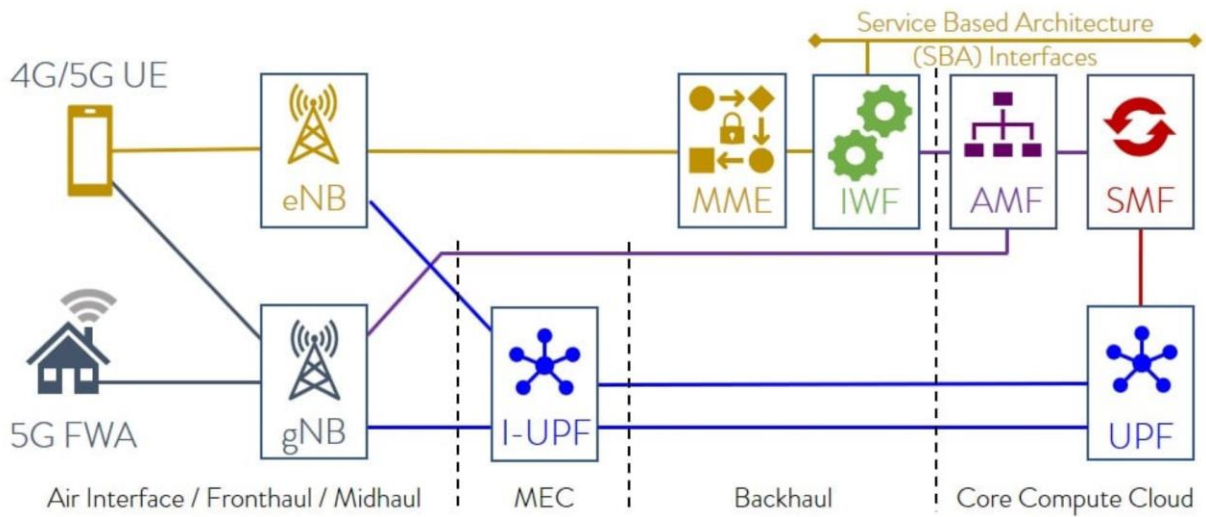 Service Based Architecture
(SBA) Interfaces
4G/5G UE
eNB
MME
IWF
AMF
SMF
5G FWA
gNB
I-UPF
UPF
Air Interface / Fronthaul / Midhaul
MEC
Backhaul
Core Compute Cloud